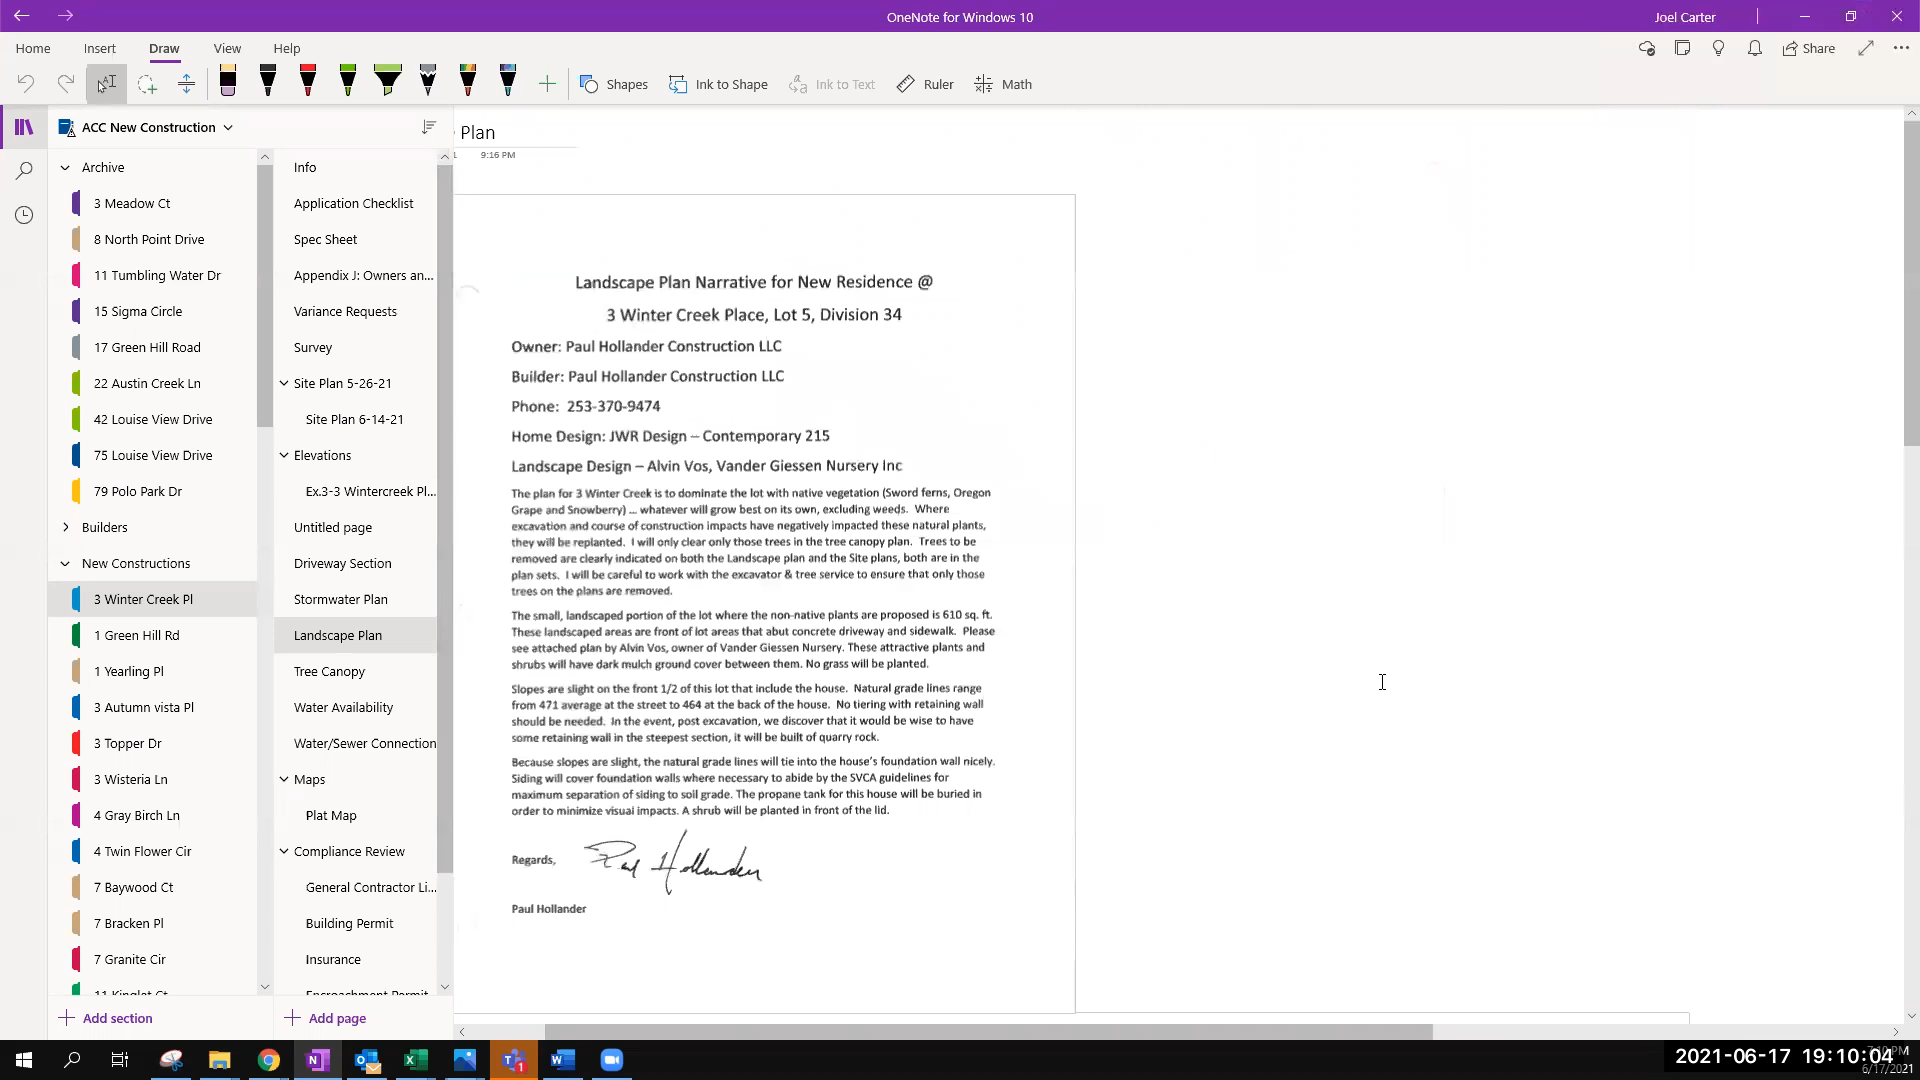 OneNote for Windows 10
Joel Carter
Home
Insert
Draw
View
Help
Share
Shapes
Ink to Shape
Ink to Text
Ruler
Math
ACC New Construction
Archive
3 Meadow Ct
8 North Point Drive
11 Tumbling Water Dr
15 Sigma Circle
17 Green Hill Road
22 Austin Creek Ln
42 Louise View Drive
75 Louise View Drive
79 Polo Park Dr
Builders
New Constructions
3 Winter Creek Pl
1 Green Hill Rd
1 Yearling Pl
3 Autumn vista Pl
3 Topper Dr
3 Wisteria Ln
4 Gray Birch Ln
4 Twin Flower Cir
7 Baywood Ct
7 Bracken Pl
7 Granite Cir
11 Kinglet Ct
Add section
Info
Application Checklist
Spec Sheet
Appendix J: Owners an...
Variance Requests
Survey
Site Plan 5-26-21
Site Plan 6-14-21
Elevations
Ex.3-3 Wintercreek Pl...
Untitled page
Driveway Section
Stormwater Plan
Landscape Plan
Tree Canopy
Water Availability
Water/Sewer Connection
Maps
Plat Map
Compliance Review
General Contractor Li...
Building Permit
Insurance
Encroachment Permit
Add page
Plan
9:16 PM
Landscape Plan Narrative for New Residence @
3 Winter Creek Place, Lot 5, Division 34
Owner: Paul Hollander Construction LLC
Builder: Paul Hollander Construction LLC
Phone: 253-370-9474
Home Design: JWR Design – Contemporary 215
Landscape Design – Alvin Vos, Vander Giessen Nursery Inc
The plan for 3 Winter Creek is to dominate the lot with native vegetation (Sword ferns, Oregon
Grape and Snowberry) ... whatever will grow best on its own, excluding weeds. Where
excavation and course of construction impacts have negatively impacted these natural plants,
they will be replanted. I will only clear only those trees in the tree canopy plan. Trees to be
removed are clearly indicated on both the Landscape plan and the Site plans, both are in the
plan sets. I will be careful to work with the excavator & tree service to ensure that only those
trees on the plans are removed.
The small, landscaped portion of the lot where the non-native plants are proposed is 610 sq. ft.
These landscaped areas are front of lot areas that abut concrete driveway and sidewalk. Please
see attached plan by Alvin Vos, owner of Vander Giessen Nursery. These attractive plants and
shrubs will have dark mulch ground cover between them. No grass will be planted.
Slopes are slight on the front 1/2 of this lot that include the house. Natural grade lines range
from 471 average at the street to 464 at the back of the house. No tiering with retaining wall
should be needed. In the event, post excavation, we discover that it would be wise to have
some retaining wall in the steepest section, it will be built of quarry rock.
Because slopes are slight, the natural grade lines will tie into the house's foundation wall nicely.
Siding will cover foundation walls where necessary to abide by the SVCA guidelines for
maximum separation of siding to soil grade. The propane tank for this house will be buried in
order to minimize visual impacts. A shrub will be planted in front of the lid.
Regards, Paul Hollander
Paul Hollander
2021-06-17 19:10:04
6/17/2021